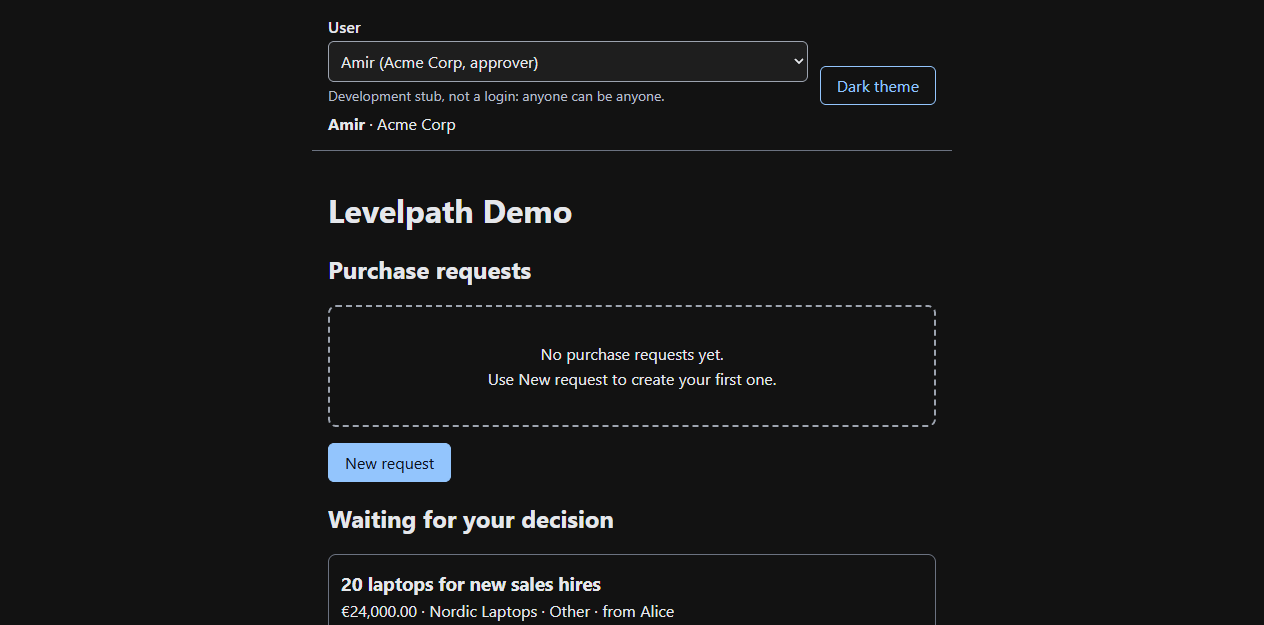 User
Amir (Acme Corp, approver)
Dark theme
Development stub, not a login: anyone can be anyone.
Amir · Acme Corp
Levelpath Demo
Purchase requests
No purchase requests yet.
Use New request to create your first one.
New request
Waiting for your decision
20 laptops for new sales hires
€24,000.00 · Nordic Laptops · Other · from Alice